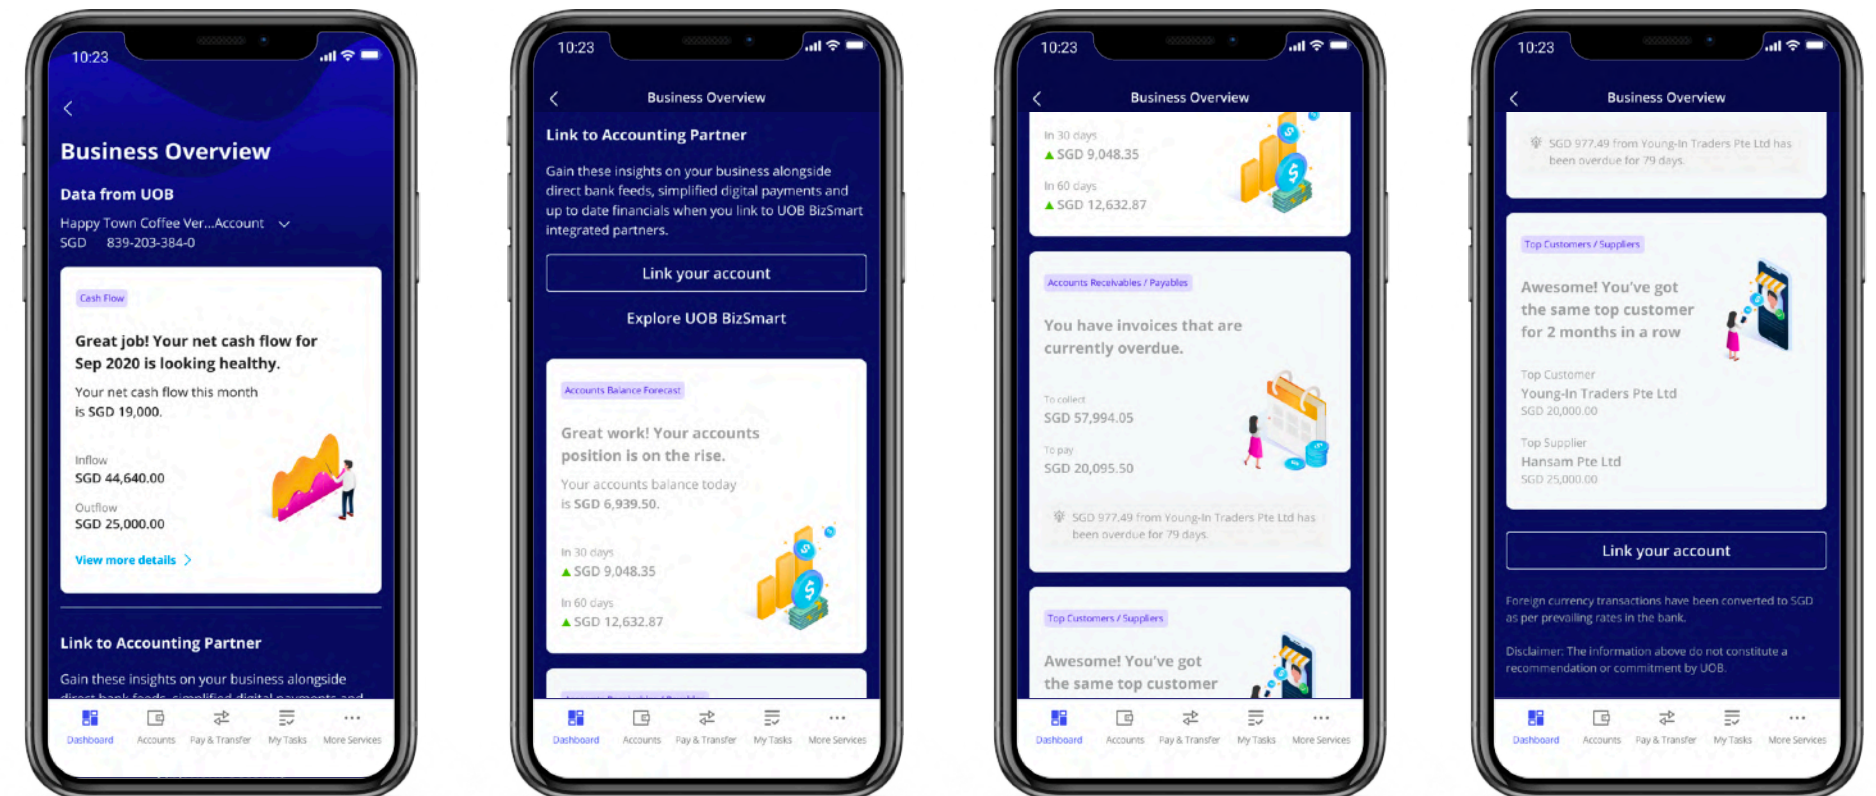 10:23
Business Overview
Data from UOB
Happy Town Coffee Ver...Account
SGD 839-203-384-0
Cash Flow
Great job! Your net cash flow for
Sep 2020 is looking healthy.
Your net cash flow this month
is SGD 19,000.
Inflow
SGD 44,640.00
Outflow
SGD 25,000.00
View more details
Link to Accounting Partner
Gain these insights on your business alongside
direct bank feeds, simplified digital payments and
Dashboard Accounts Pay & Transfer My Tasks More Services
10:23
Business Overview
Link to Accounting Partner
Gain these insights on your business alongside
direct bank feeds, simplified digital payments and
up to date financials when you link to UOB BizSmart
integrated partners.
Link your account
Explore UOB BizSmart
Accounts Balance Forecast
Great work! Your accounts
position is on the rise.
Your accounts balance today
is SGD 6,939.50.
In 30 days
SGD 9,048.35
In 60 days
SGD 12,632.87
Accounts Receivables / Payables
Dashboard Accounts Pay & Transfer My Tasks More Services
10:23
Business Overview
In 30 days
SGD 9,048.35
In 60 days
SGD 12,632.87
Accounts Receivables / Payables
You have invoices that are
currently overdue.
To collect
SGD 57,994.05
To pay
SGD 20,095.50
SGD 977.49 from Young-In Traders Pte Ltd has
been overdue for 79 days.
Top Customers / Suppliers
Awesome! You've got
the same top customer
Dashboard Accounts Pay & Transfer My Tasks More Services
10:23
Business Overview
SGD 977.49 from Young-In Traders Pte Ltd has
been overdue for 79 days.
Top Customers / Suppliers
Awesome! You've got
the same top customer
for 2 months in a row
Top Customer
Young-In Traders Pte Ltd
SGD 20,000.00
Top Supplier
Hansam Pte Ltd
SGD 25,000.00
Link your account
Foreign currency transactions have been converted to SGD
as per prevailing rates in the bank.
Disclaimer: The information above do not constitute a
recommendation or commitment by UOB.
Dashboard Accounts Pay & Transfer My Tasks More Services